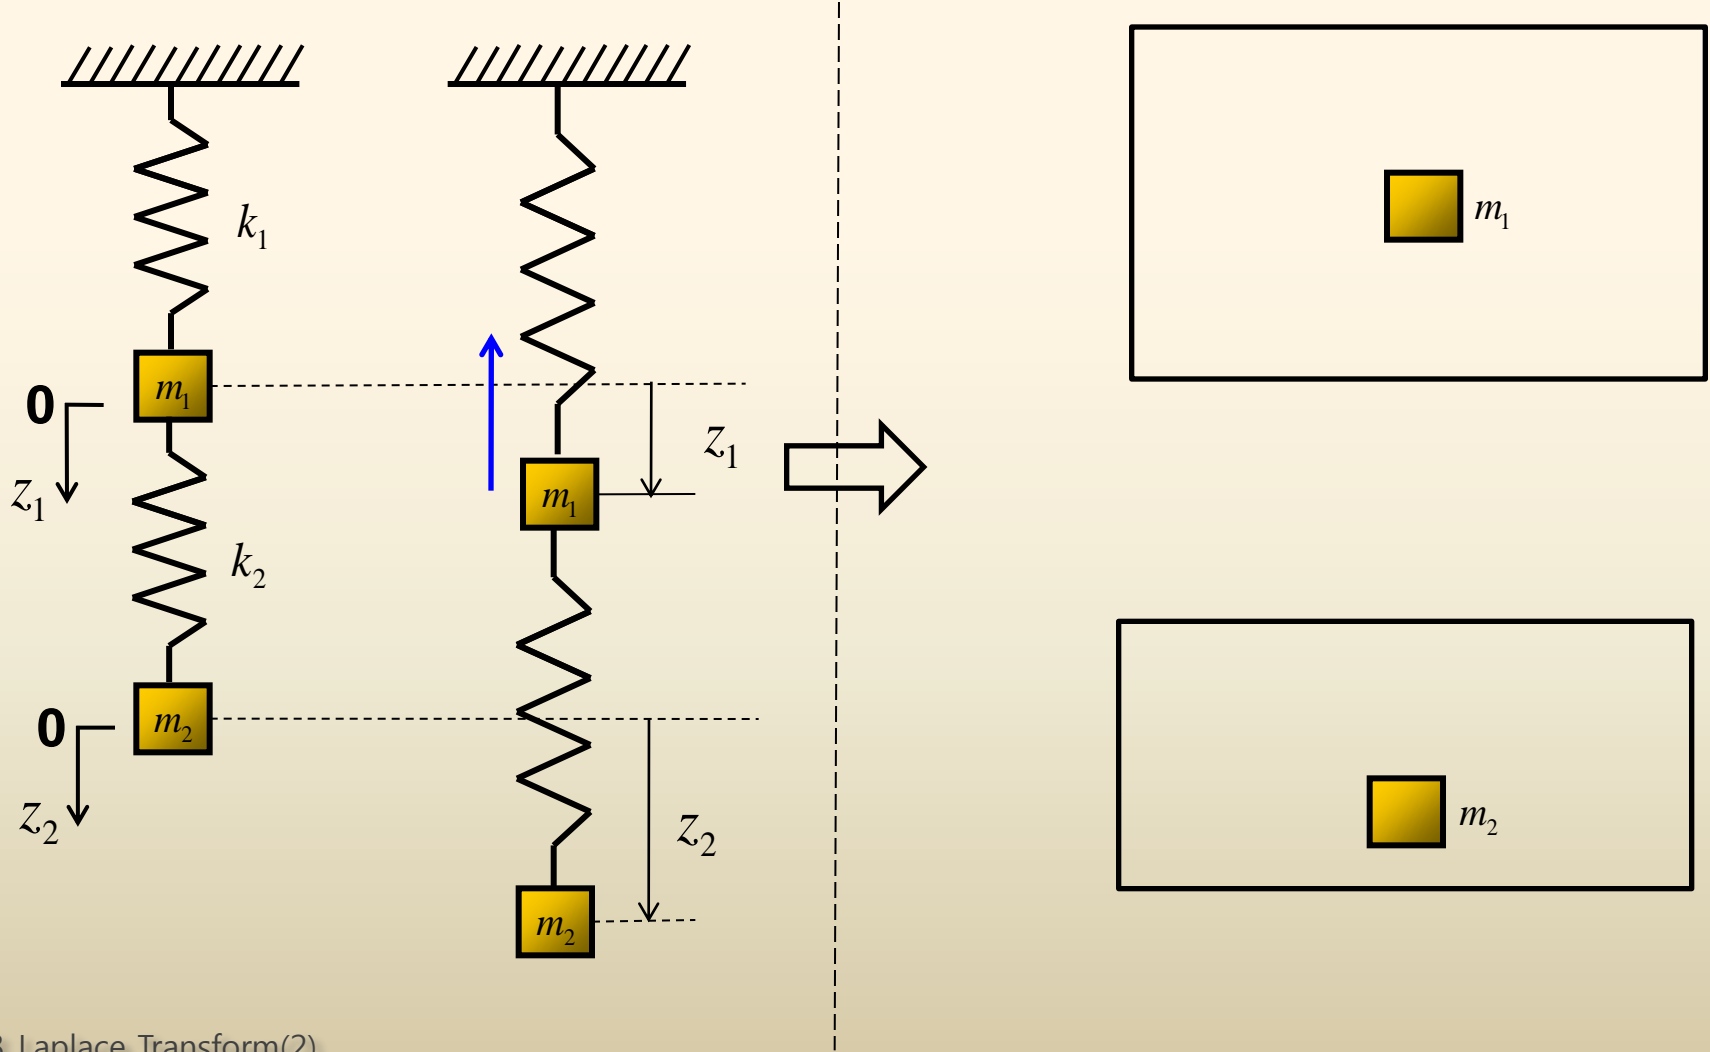 k₁
m₁
0
z₁
k₂
m₂
0
z₂
m₁
z₁
z₂
m₂
m₁
m₂
Laplace Transform(2)